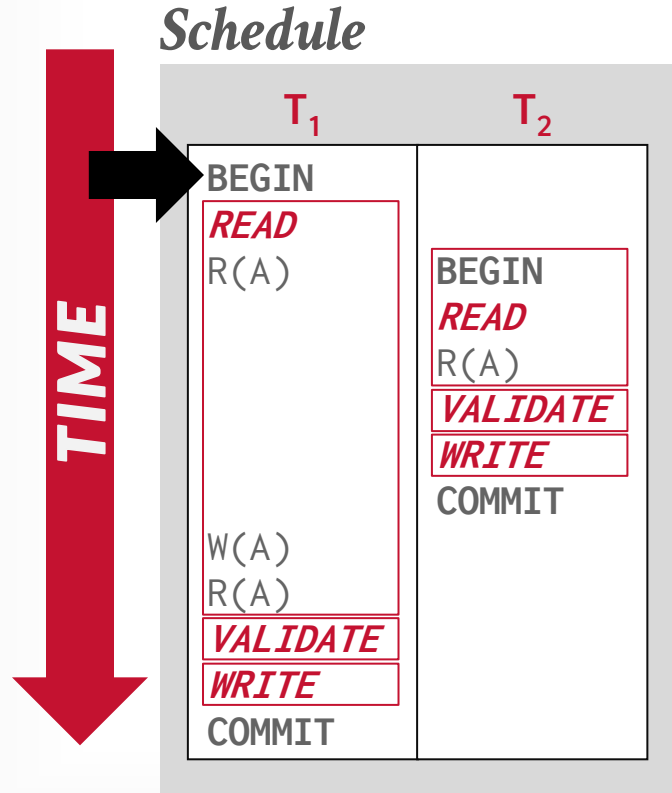 Schedule
TIME
T1 T2
BEGIN
READ
R(A) BEGIN
READ
R(A)
VALIDATE
WRITE
COMMIT
W(A)
R(A)
VALIDATE
WRITE
COMMIT